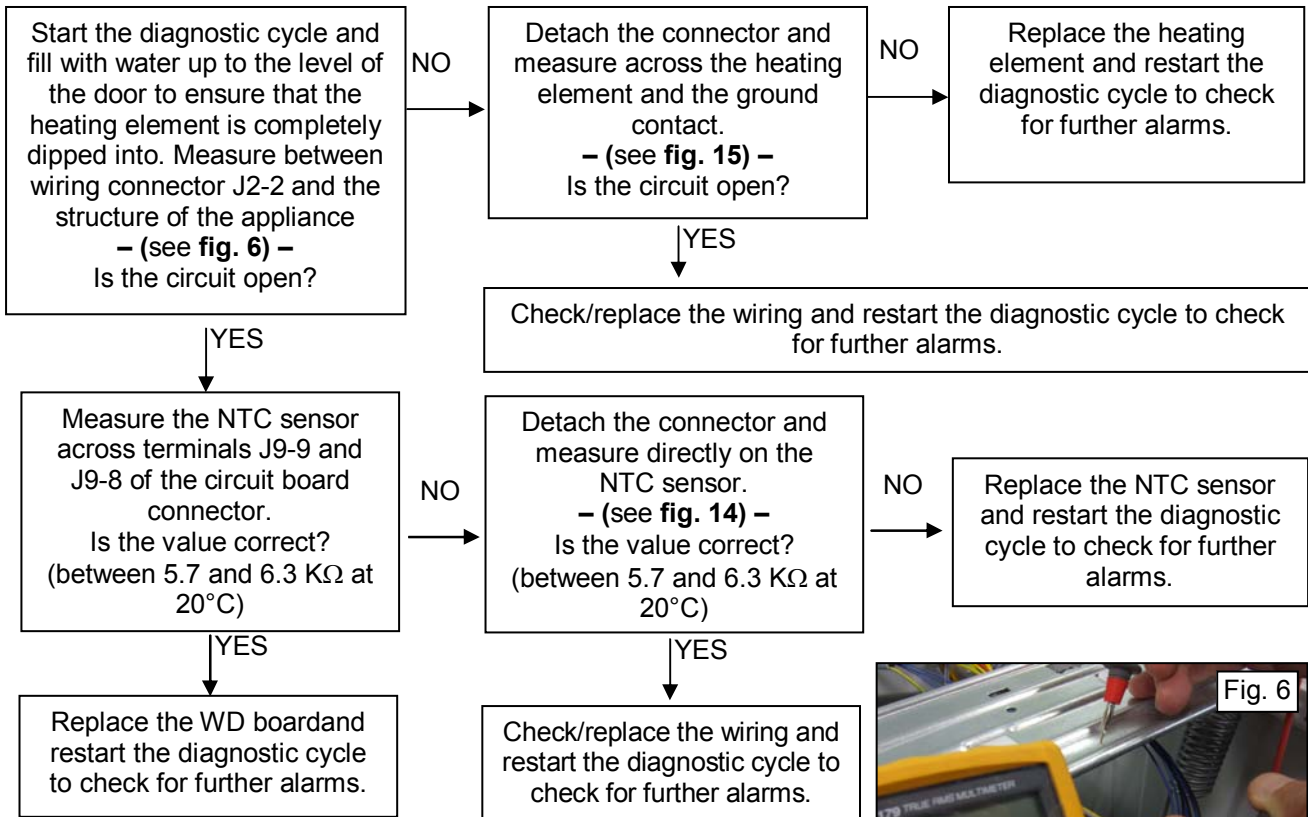 Start the diagnostic cycle and
fill with water up to the level of
the door to ensure that the
heating element is completely
dipped into. Measure between
wiring connector J2-2 and the
structure of the appliance
– (see fig. 6) –
Is the circuit open?
NO
Detach the connector and
measure across the heating
element and the ground
contact.
– (see fig. 15) –
Is the circuit open?
NO
Replace the heating
element and restart the
diagnostic cycle to check
for further alarms.
YES
Check/replace the wiring and restart the diagnostic cycle to check
for further alarms.
YES
Measure the NTC sensor
across terminals J9-9 and
J9-8 of the circuit board
connector.
Is the value correct?
(between 5.7 and 6.3 KΩ at
20°C)
NO
Detach the connector and
measure directly on the
NTC sensor.
– (see fig. 14) –
Is the value correct?
(between 5.7 and 6.3 KΩ at
20°C)
NO
Replace the NTC sensor
and restart the diagnostic
cycle to check for further
alarms.
YES
Replace the WD boardand
restart the diagnostic cycle
to check for further alarms.
YES
Check/replace the wiring and
restart the diagnostic cycle to
check for further alarms.
Fig. 6
179 TRUE RMS MULTIMETER